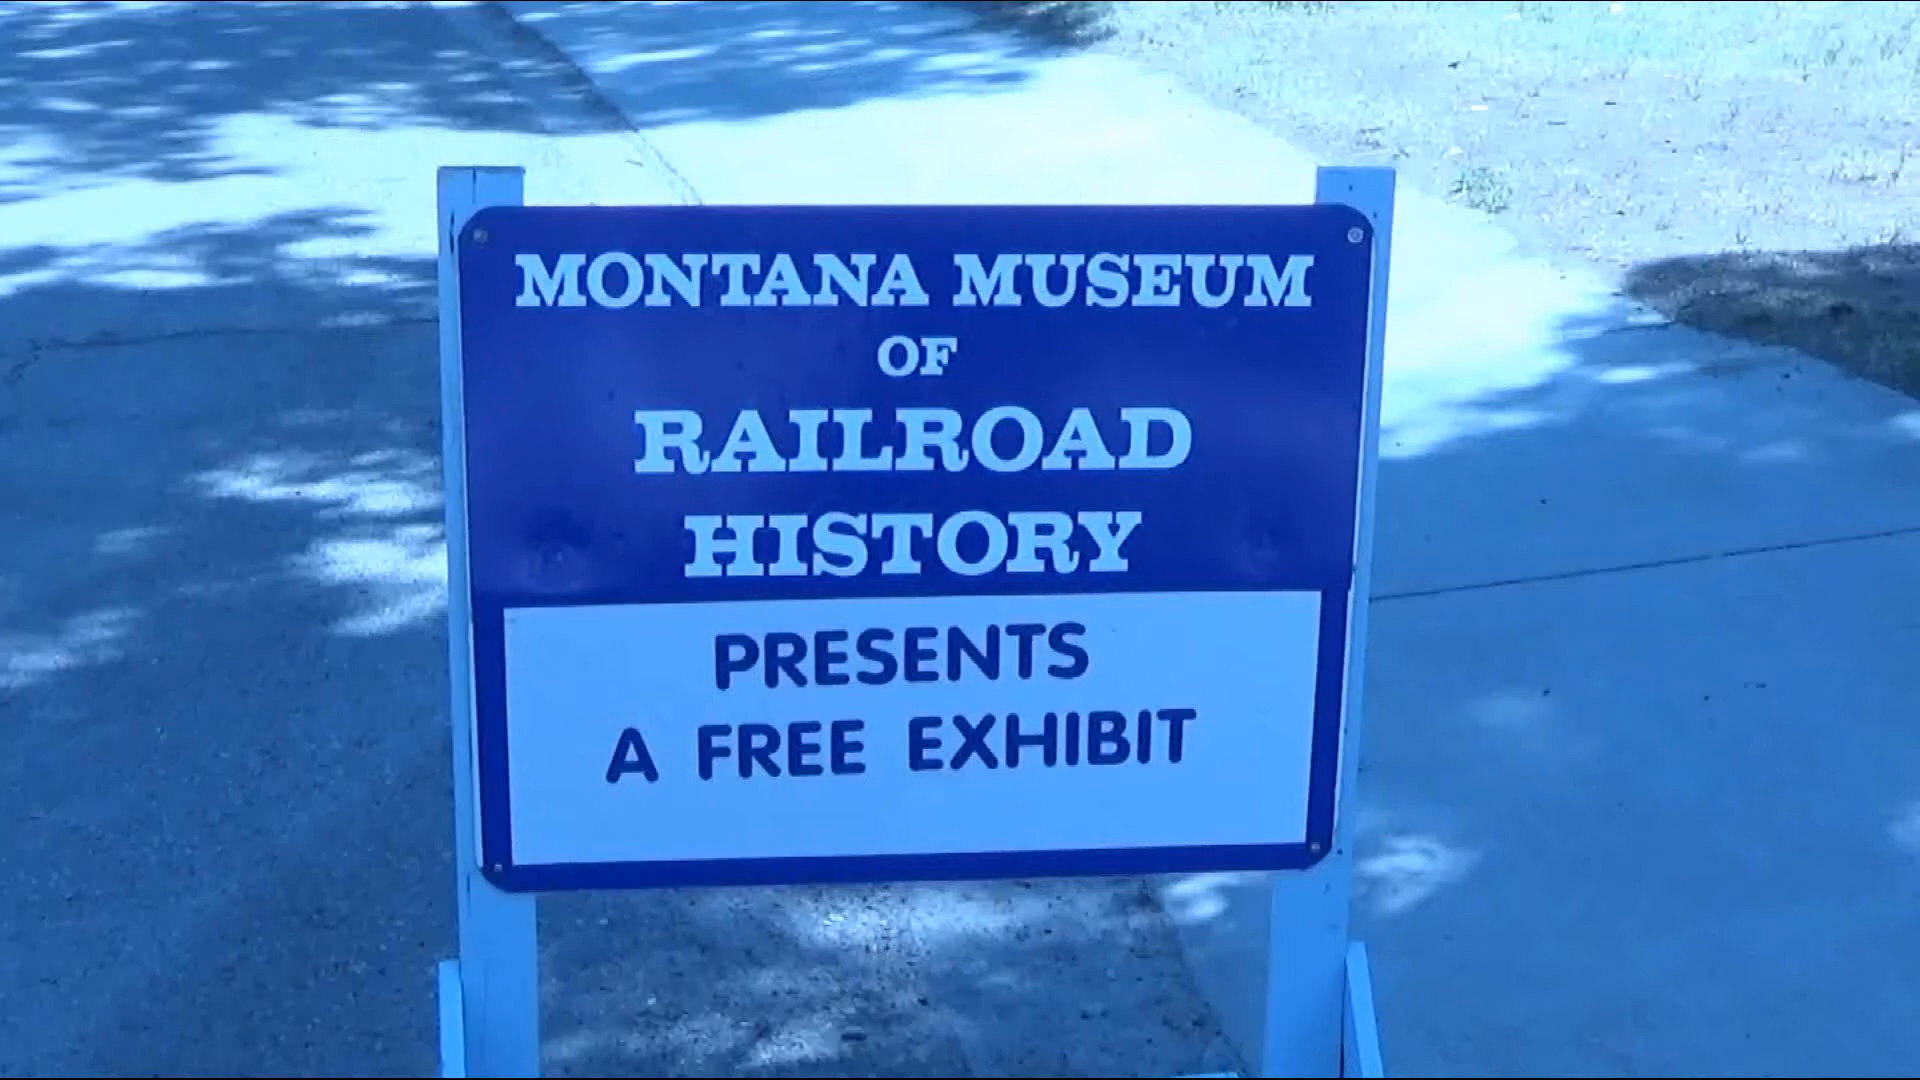 MONTANA MUSEUM
OF
RAILROAD
HISTORY
PRESENTS
A FREE EXHIBIT